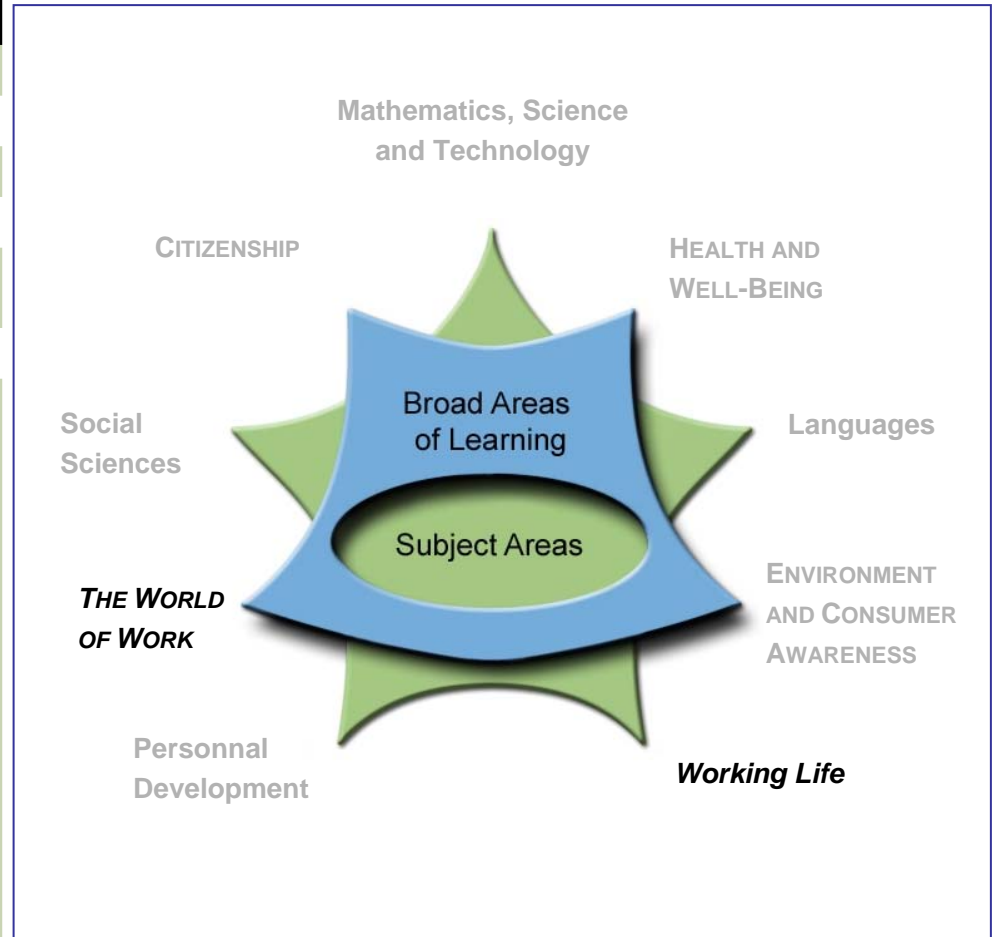 Mathematics, Science
and Technology
CITIZENSHIP
HEALTH AND
WELL-BEING
Broad Areas
of Learning
Social
Sciences
Languages
Subject Areas
THE WORLD
OF WORK
ENVIRONMENT
AND CONSUMER
AWARENESS
Personnal
Development
Working Life